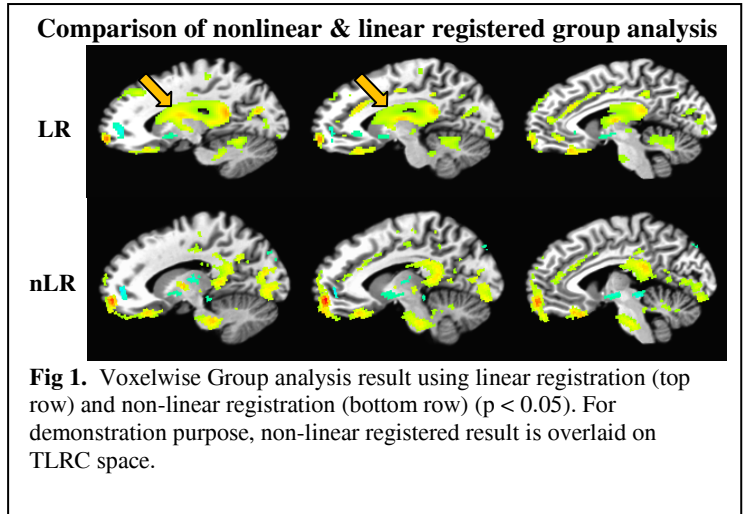 Comparison of nonlinear & linear registered group analysis
LR
nLR
Fig 1. Voxelwise Group analysis result using linear registration (top
row) and non-linear registration (bottom row) (p < 0.05). For
demonstration purpose, non-linear registered result is overlaid on
TLRC space.